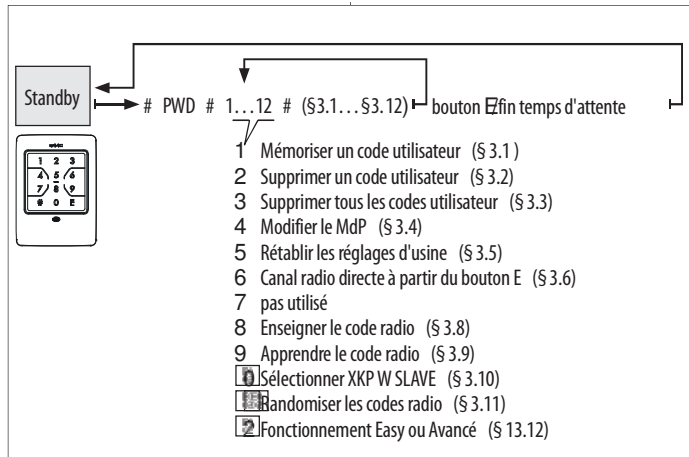 Standby
# PWD # 1...12 # (§3.1...§3.12) bouton E/fin temps d'attente
1 2 3
4 5 6
7 8 9
# 0 E
1 Mémoriser un code utilisateur (§ 3.1 )
2 Supprimer un code utilisateur (§ 3.2)
3 Supprimer tous les codes utilisateur (§ 3.3)
4 Modifier le MdP (§ 3.4)
5 Rétablir les réglages d'usine (§ 3.5)
6 Canal radio directe à partir du bouton E (§ 3.6)
7 pas utilisé
8 Enseigner le code radio (§ 3.8)
9 Apprendre le code radio (§ 3.9)
0 Sélectionner XKP W SLAVE (§ 3.10)
Randomiser les codes radio (§ 3.11)
2 Fonctionnement Easy ou Avancé (§ 13.12)